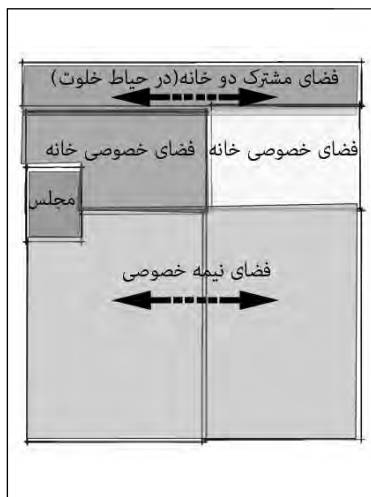 فضای مشترک دو خانه(در حیاط خلوت)
فضای خصوصی خانه
فضای خصوصی خانه
مجلس
فضای نیمه خصوصی